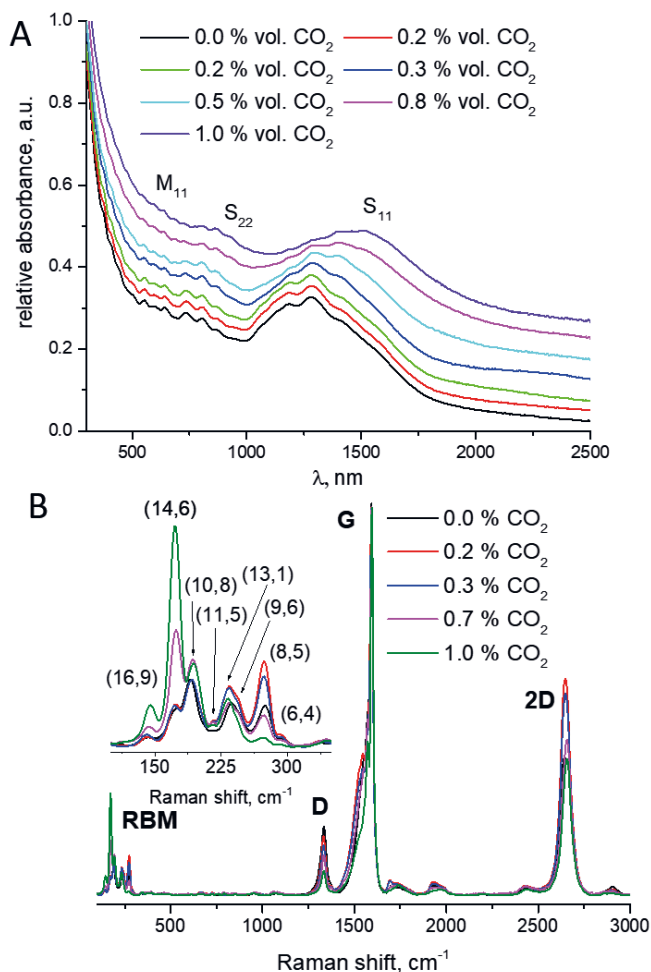 A
0.0 % vol. CO₂ 0.2 % vol. CO₂
0.2 % vol. CO₂ 0.3 % vol. CO₂
0.5 % vol. CO₂ 0.8 % vol. CO₂
1.0 % vol. CO₂
M₁₁
S₂₂
S₁₁
relative absorbance, a.u.
1.0
0.8
0.6
0.4
0.2
0.0
500 1000 1500 2000 2500
λ, nm
B
(14,6)
(10,8)
(11,5)
(13,1)
(9,6)
(16,9)
(8,5)
(6,4)
150 225 300
Raman shift, cm⁻¹
G
0.0 % CO₂
0.2 % CO₂
0.3 % CO₂
0.7 % CO₂
1.0 % CO₂
2D
RBM
D
500 1000 1500 2000 2500 3000
Raman shift, cm⁻¹